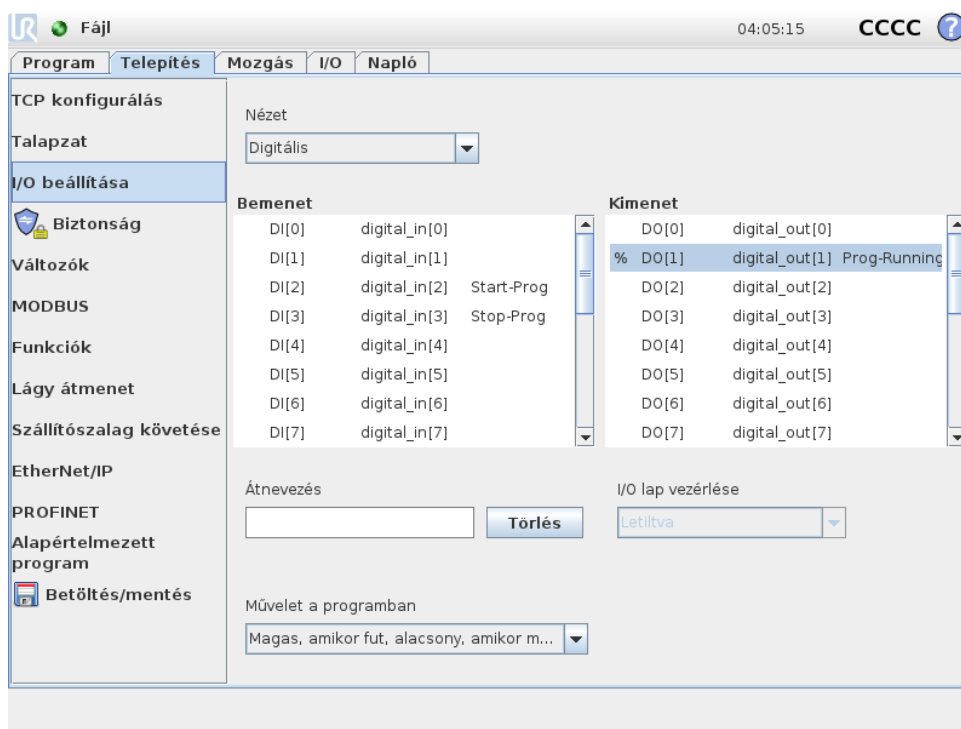 UR Fájl 04:05:15 CCCC ?
Program Telepítés Mozgás I/O Napló
TCP konfigurálás
Talapzat
I/O beállítása
Biztonság
Változók
MODBUS
Funkciók
Lágy átmenet
Szállítószalag követése
EtherNet/IP
PROFINET
Alapértelmezett
program
Betöltés/mentés
Nézet
Digitális
Bemenet
DI[0] digital_in[0]
DI[1] digital_in[1]
DI[2] digital_in[2] Start-Prog
DI[3] digital_in[3] Stop-Prog
DI[4] digital_in[4]
DI[5] digital_in[5]
DI[6] digital_in[6]
DI[7] digital_in[7]
Kimenet
DO[0] digital_out[0]
% DO[1] digital_out[1] Prog-Running
DO[2] digital_out[2]
DO[3] digital_out[3]
DO[4] digital_out[4]
DO[5] digital_out[5]
DO[6] digital_out[6]
DO[7] digital_out[7]
Átnevezés
Törlés
I/O lap vezérlése
Letiltva
Művelet a programban
Magas, amikor fut, alacsony, amikor m...